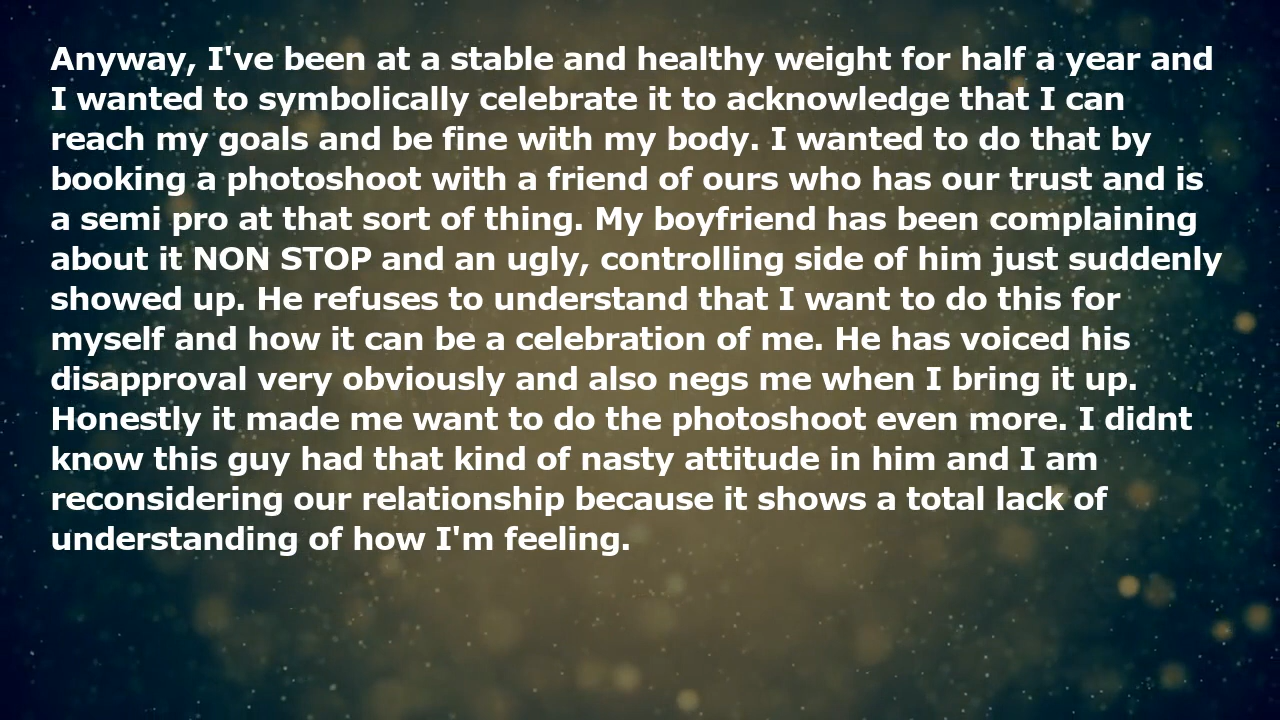 Anyway, I've been at a stable and healthy weight for half a year and
I wanted to symbolically celebrate it to acknowledge that I can
reach my goals and be fine with my body. I wanted to do that by
booking a photoshoot with a friend of ours who has our trust and is
a semi pro at that sort of thing. My boyfriend has been complaining
about it NON STOP and an ugly, controlling side of him just suddenly
showed up. He refuses to understand that I want to do this for
myself and how it can be a celebration of me. He has voiced his
disapproval very obviously and also negs me when I bring it up.
Honestly it made me want to do the photoshoot even more. I didnt
know this guy had that kind of nasty attitude in him and I am
reconsidering our relationship because it shows a total lack of
understanding of how I'm feeling.